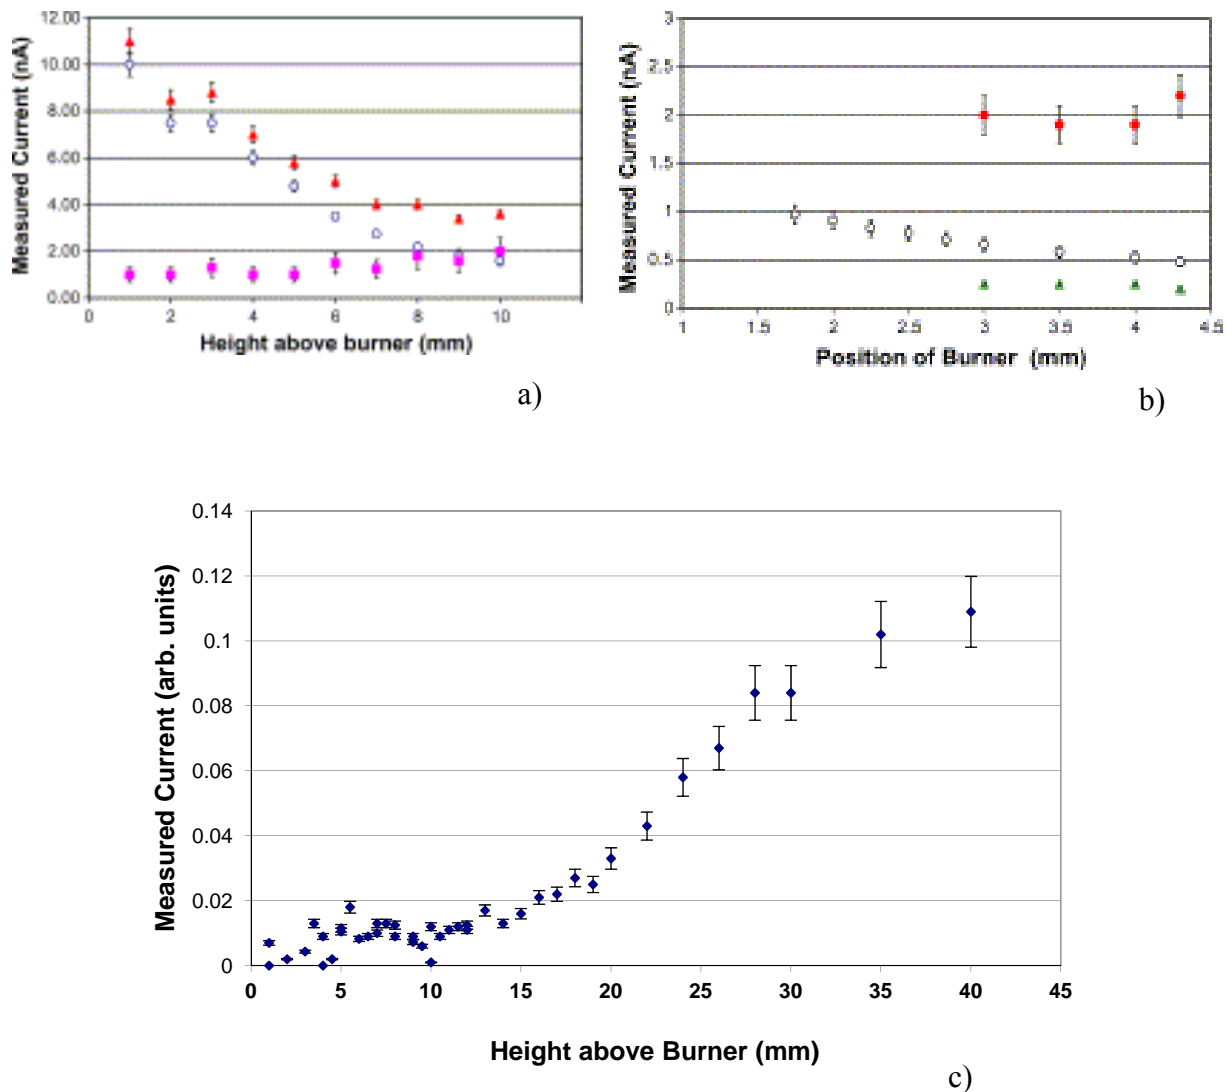 12.00
10.00
8.00
6.00
4.00
2.00
0.00
Measured Current (nA)
0 2 4 6 8 10
Height above burner (mm)
a)
3
2.5
2
1.5
1
0.5
0
Measured Current (nA)
1 1.5 2 2.5 3 3.5 4 4.5
Position of Burner (mm)
b)
0.14
0.12
0.1
0.08
0.06
0.04
0.02
0
Measured Current (arb. units)
0 5 10 15 20 25 30 35 40 45
Height above Burner (mm)
c)